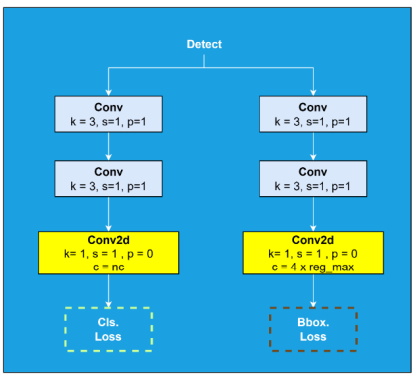 Detect
Conv
k = 3, s=1, p=1
Conv
k = 3, s=1, p=1
Conv
k = 3, s=1, p=1
Conv
k = 3, s=1, p=1
Conv2d
k= 1, s = 1 , p = 0
c = nc
Conv2d
k= 1, s = 1 , p = 0
c = 4 x reg_max
Cls.
Loss
Bbox.
Loss